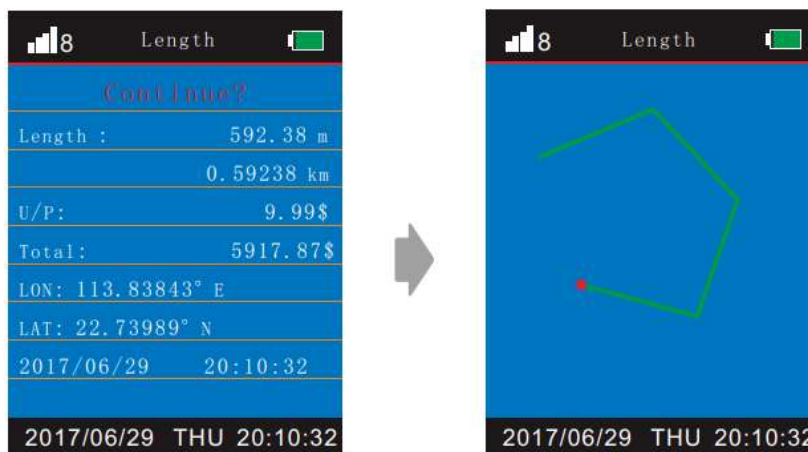 8 Length
Continue?
Length : 592.38 m
0.59238 km
U/P: 9.99$
Total: 5917.87$
LON: 113.83843° E
LAT: 22.73989° N
2017/06/29 20:10:32
2017/06/29 THU 20:10:32
8 Length
2017/06/29 THU 20:10:32